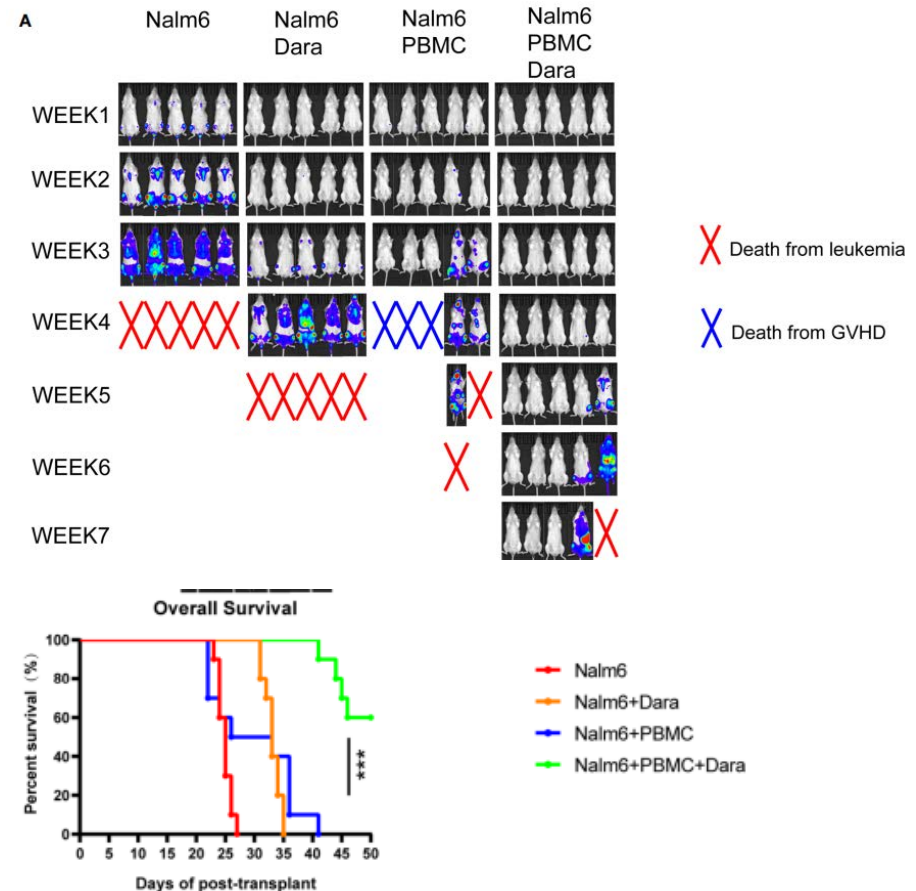 A
Nalm6
Nalm6
Dara
Nalm6
PBMC
Nalm6
PBMC
Dara
WEEK1
WEEK2
WEEK3
WEEK4
WEEK5
WEEK6
WEEK7
Death from leukemia
Death from GVHD
Overall Survival
Percent survival (%)
100
80
60
40
20
0
0 5 10 15 20 25 30 35 40 45 50
Days of post-transplant
***
Nalm6
Nalm6+Dara
Nalm6+PBMC
Nalm6+PBMC+Dara